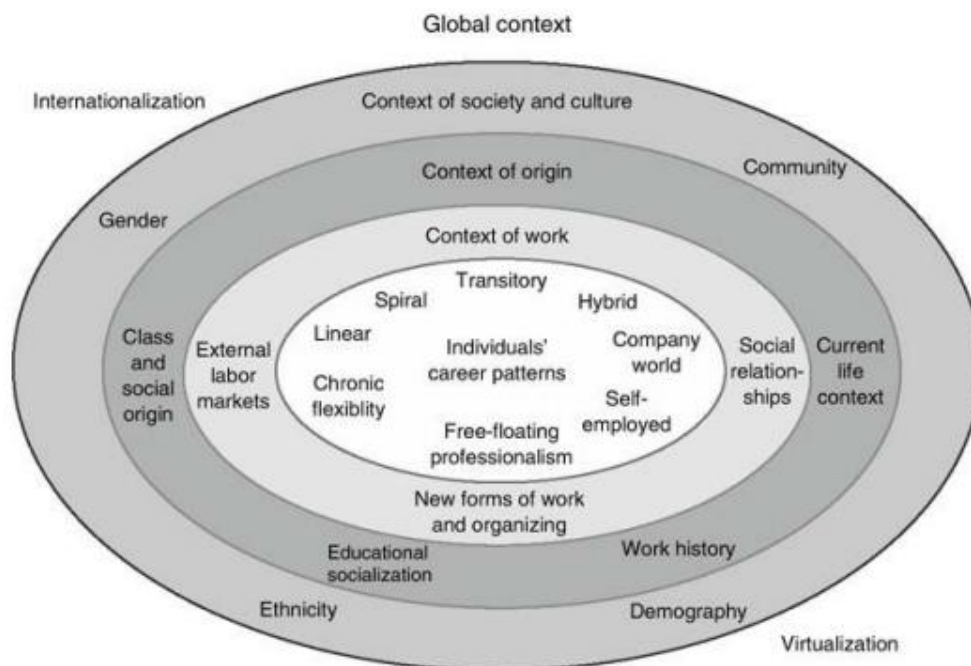 Global context
Internationalization
Context of society and culture
Community
Context of origin
Gender
Context of work
Transitory
Spiral
Hybrid
Linear
Individuals'
career patterns
Company
world
Class
and
social
origin
External
labor
markets
Social
relation-
ships
Current
life
context
Chronic
flexiblity
Self-
employed
Free-floating
professionalism
New forms of work
and organizing
Educational
socialization
Work history
Ethnicity
Demography
Virtualization